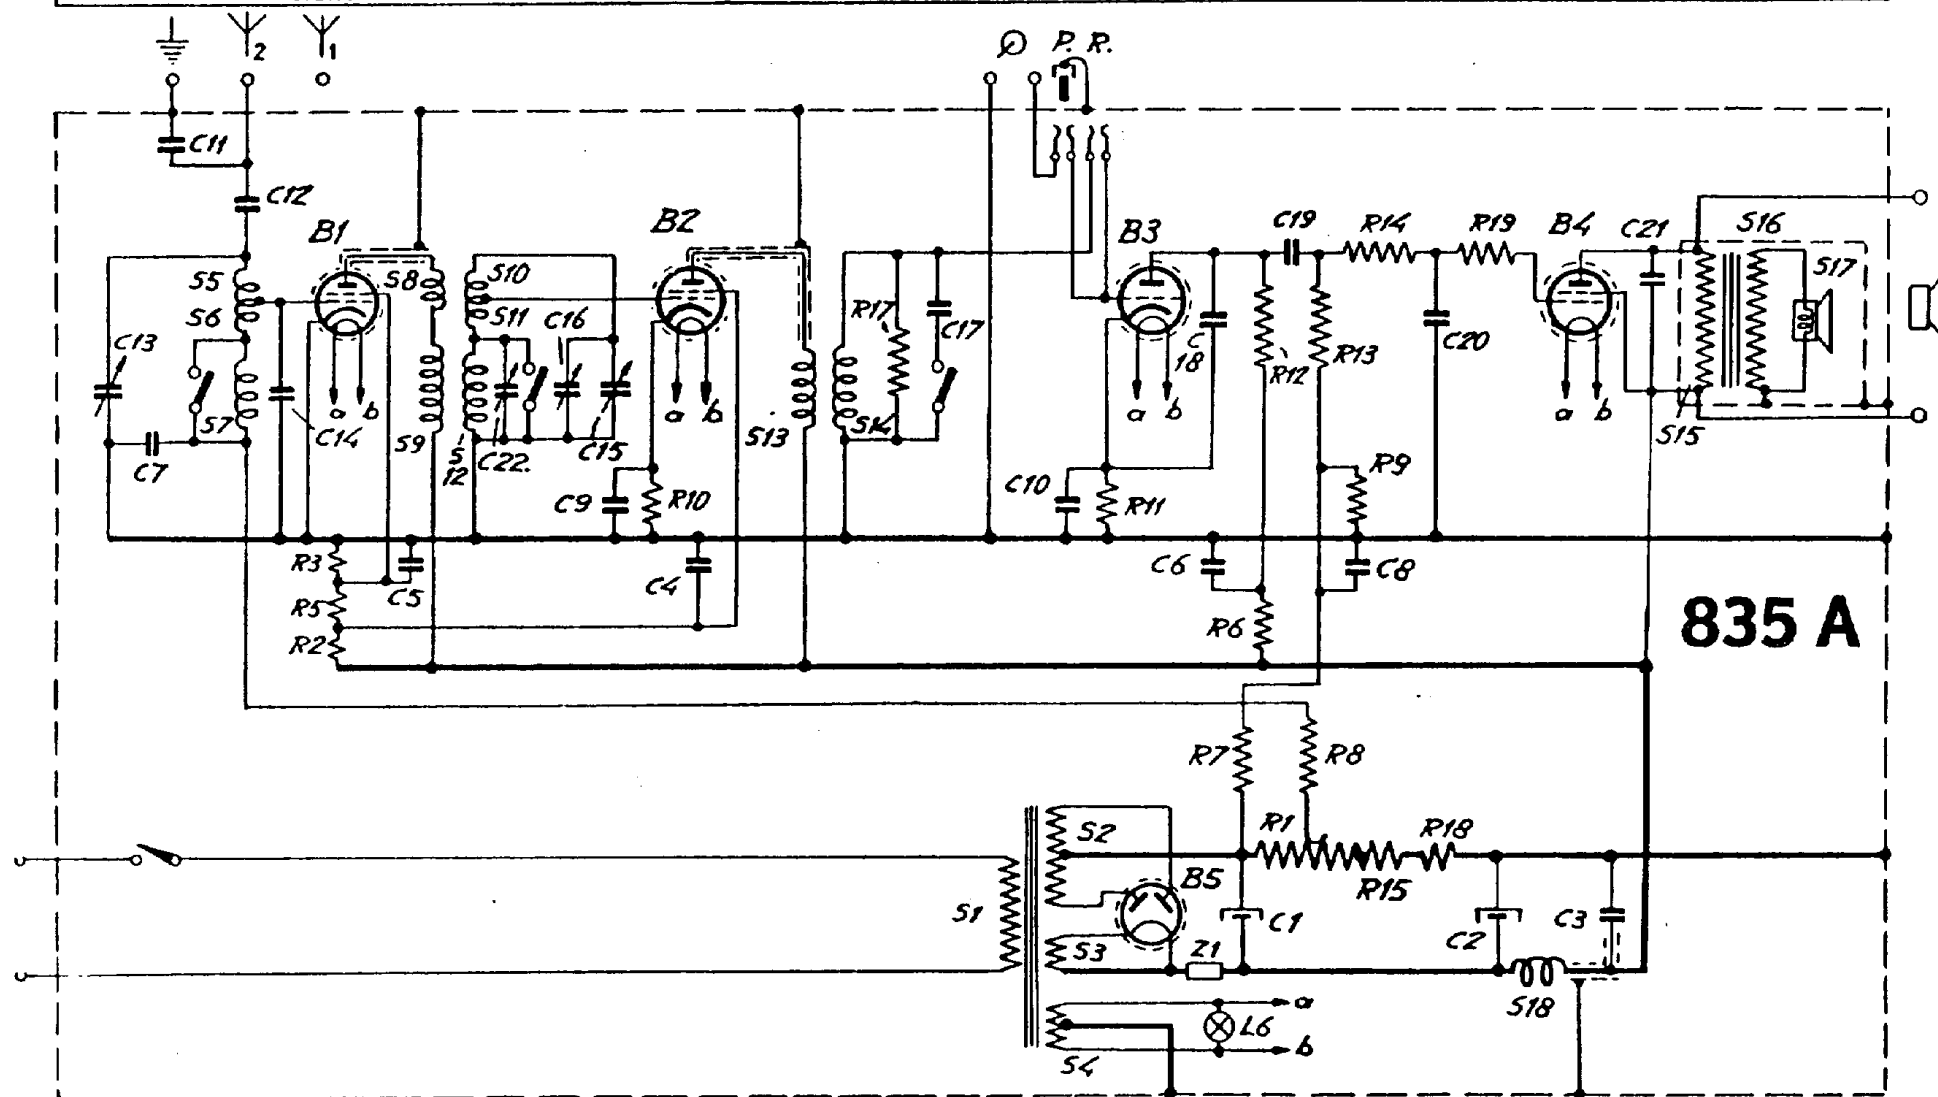 2 1
P. R.
C11
C12
B1
B2
B3
C19
R14
R19
B4
C21
S16
S5
S8
S10
S17
S6
S11
C16
R17
C17
C
18
C13
R12
R13
C20
a b
S7
C14
S9
S
12
C22.
C15
a b
S13
S14
a b
a b
S15
C7
C9
R10
C10
R11
R9
R3
C5
C4
C6
C8
R5
R2
R6
835 A
R7
R8
S2
R1
R18
B5
R15
S1
S3
Z1
C1
C2
C3
a
L6
b
S4
S18